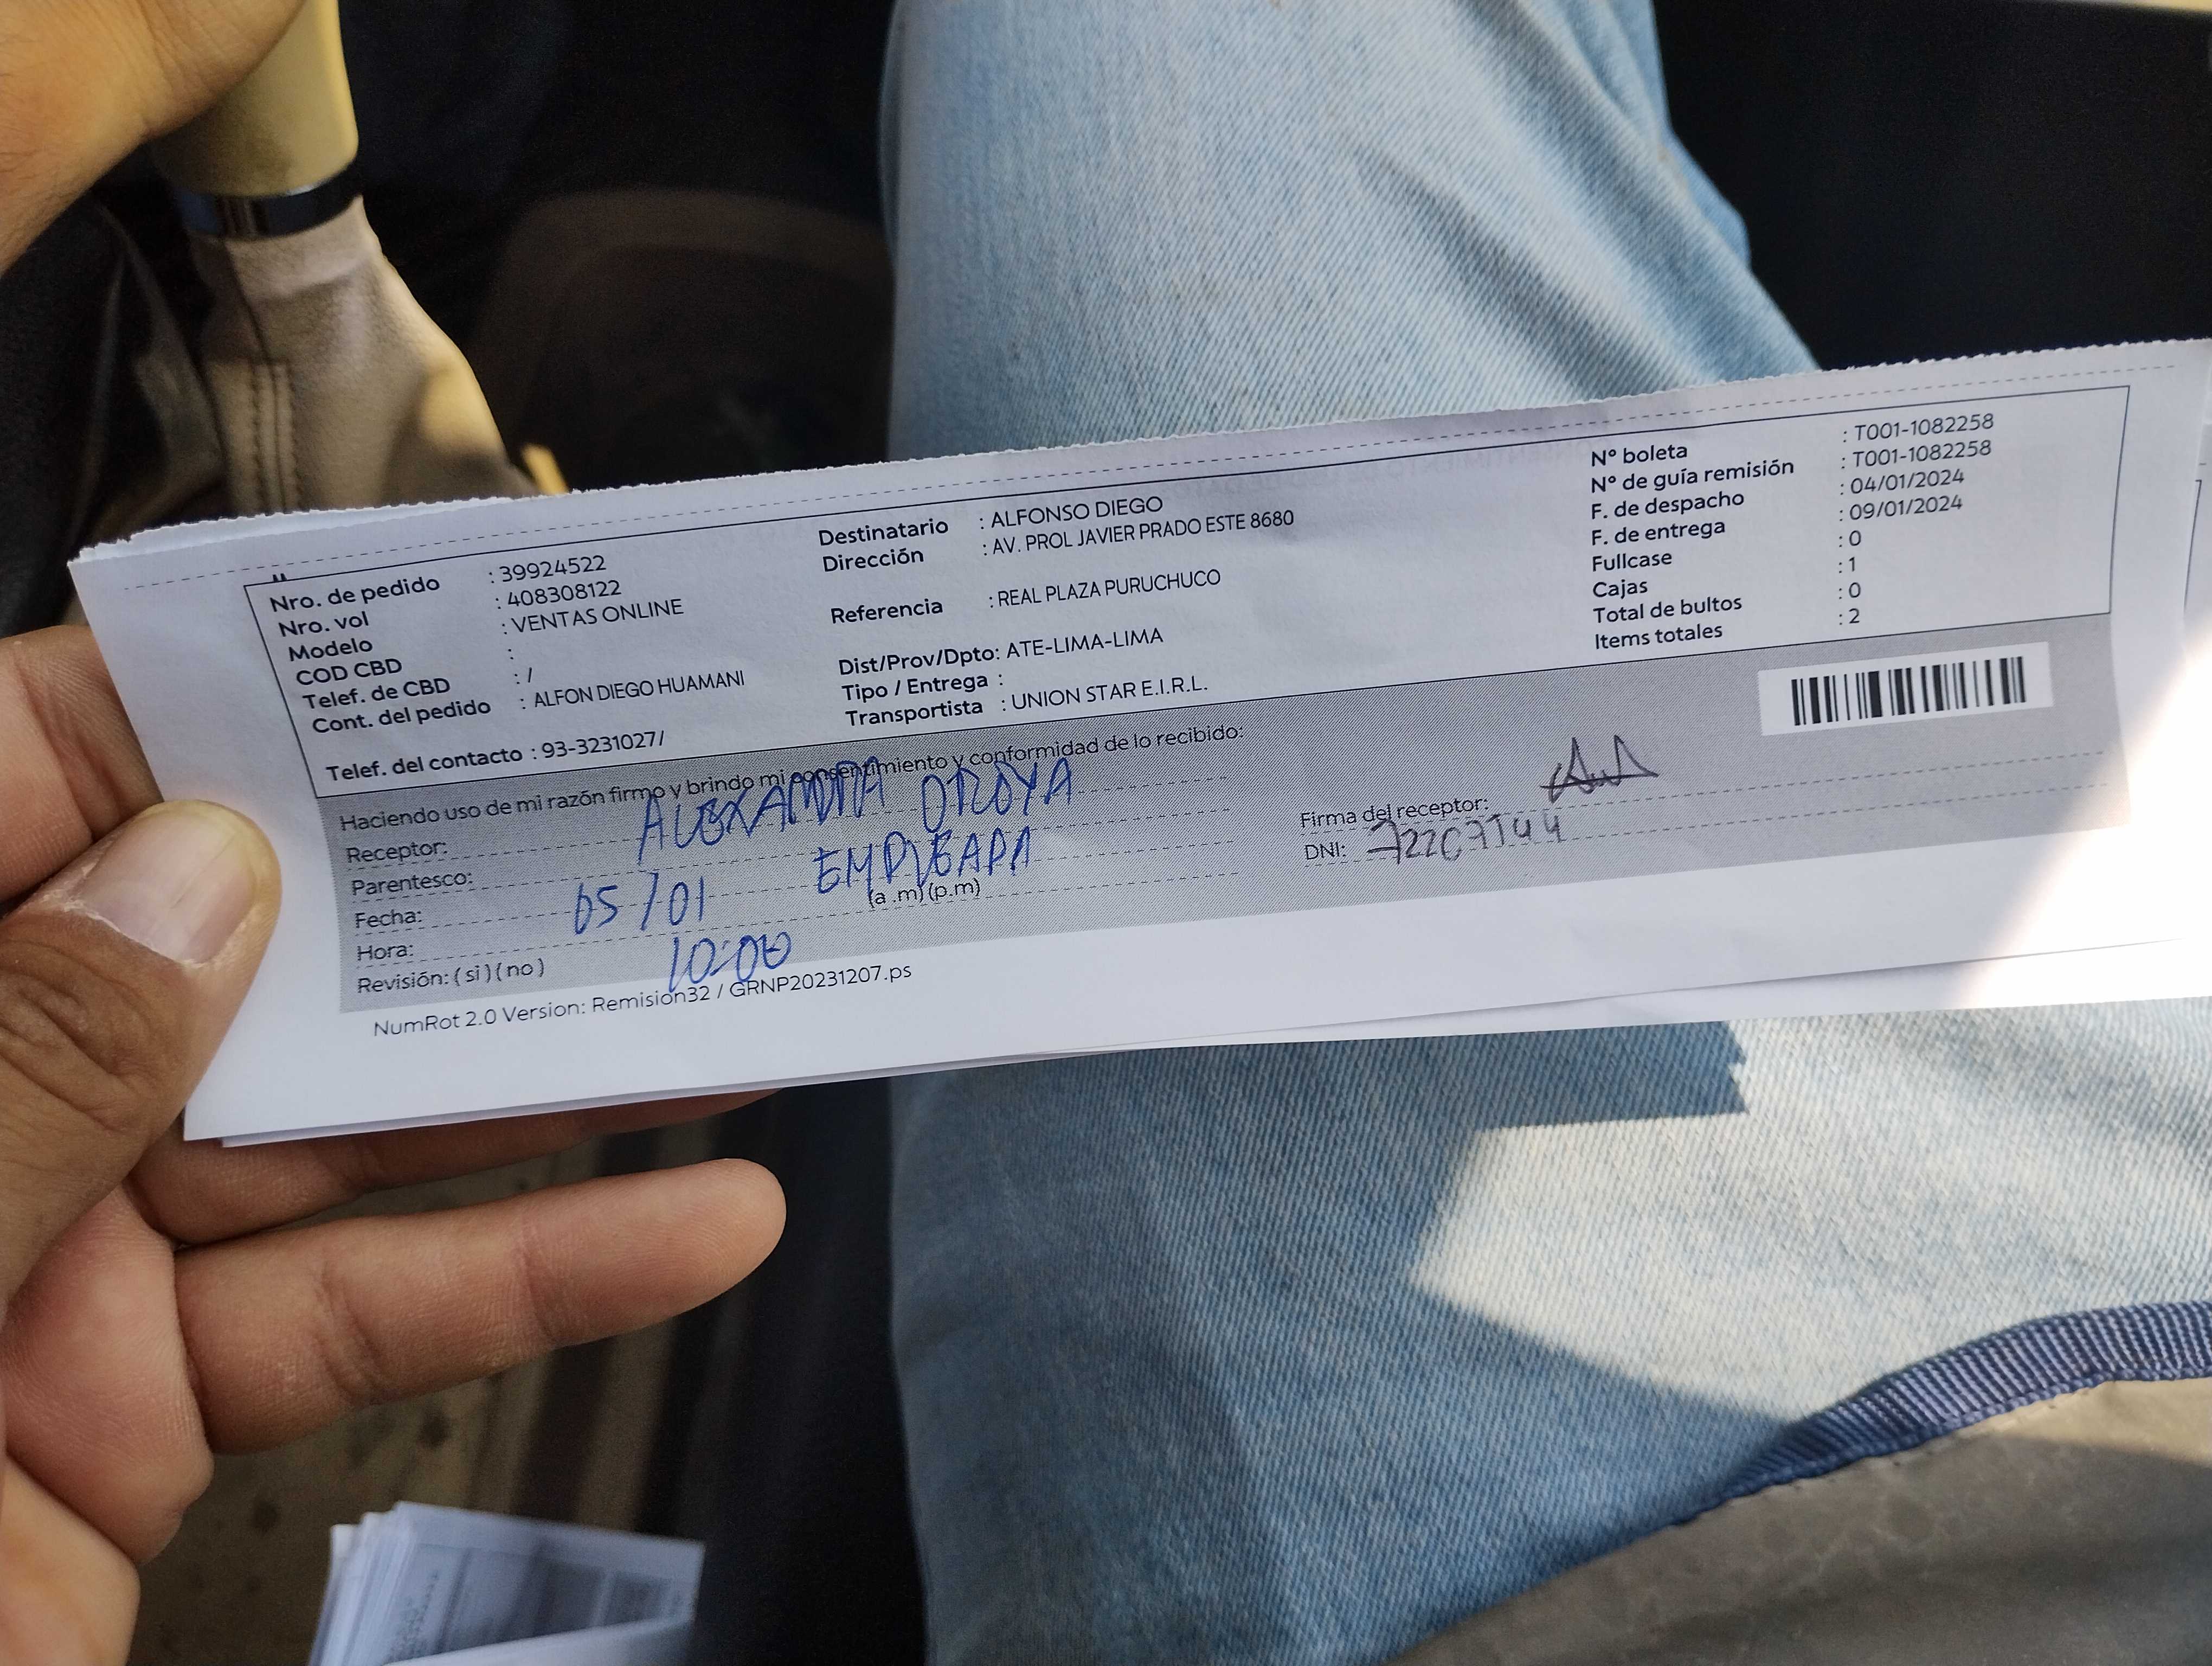 Nro. de pedido : 39924522
Nro. vol : 408308122
Modelo : VENTAS ONLINE
COD CBD :
Telef. de CBD : /
Cont. del pedido : ALFON DIEGO HUAMANI
Telef. del contacto : 93-3231027/
Destinatario : ALFONSO DIEGO
Dirección : AV. PROL JAVIER PRADO ESTE 8680
Referencia : REAL PLAZA PURUCHUCO
Dist/Prov/Dpto: ATE-LIMA-LIMA
Tipo / Entrega :
Transportista : UNION STAR E.I.R.L.
N° boleta : T001-1082258
N° de guía remisión : T001-1082258
F. de despacho : 04/01/2024
F. de entrega : 09/01/2024
Fullcase : 0
Cajas : 1
Total de bultos : 0
Items totales : 2
Haciendo uso de mi razón firmo y brindo mi consentimiento y conformidad de lo recibido:
Receptor: ALEXANDRA OROYA
Parentesco: EMPLEADA
Fecha: 05/01
(a .m) (p.m)
Hora: 10:00
Revisión: ( si ) ( no )
Firma del receptor:
DNI:
NumRot 2.0 Version: Remision32 / GRNP20231207.ps